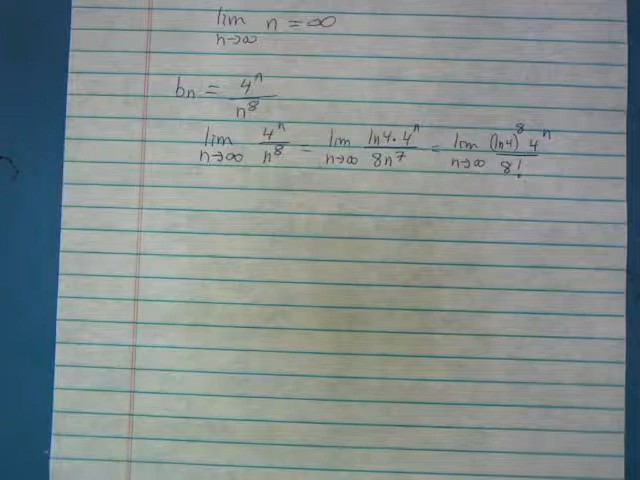 lim n→∞ n = ∞
bn = 4^n / n^8
lim n→∞ 4^n / n^8 = lim n→∞ ln4·4^n / 8n^7 = lim n→∞ (ln4)^8 4^n / 8!